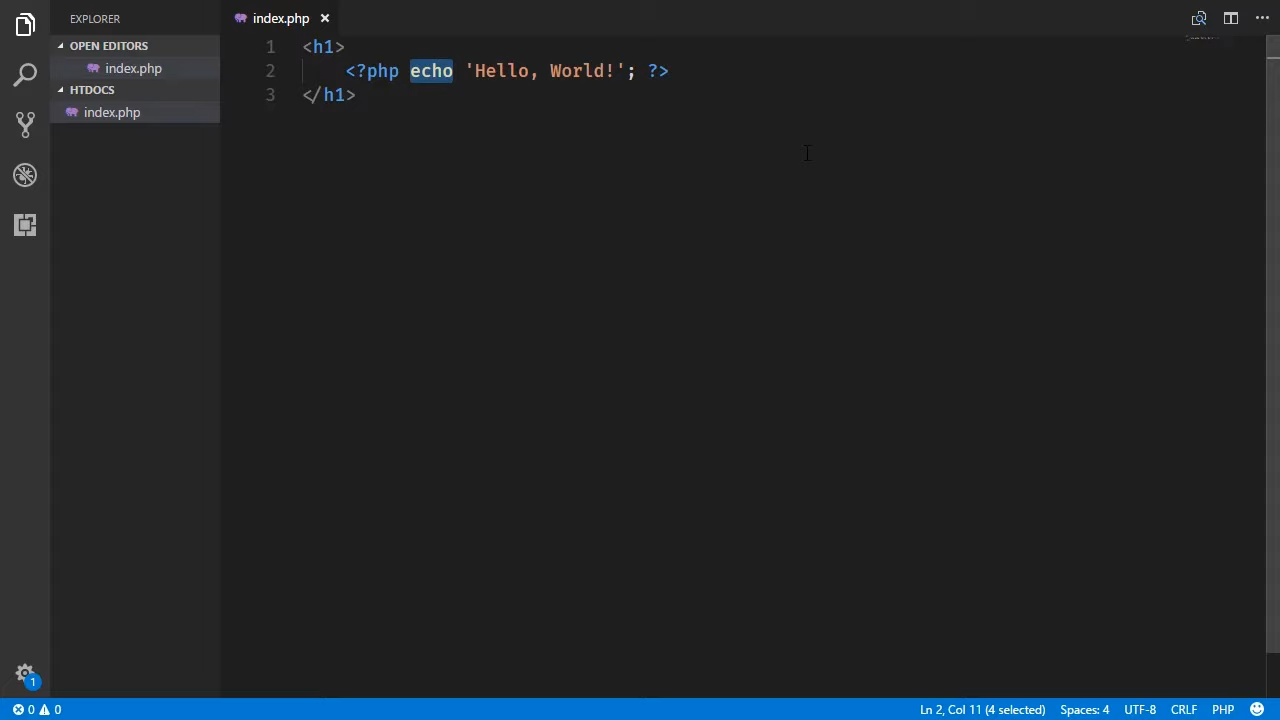 EXPLORER
OPEN EDITORS
index.php
HTDOCS
index.php
index.php
1 <h1>
2     <?php echo 'Hello, World!'; ?>
3 </h1>
1
0 0
Ln 2, Col 11 (4 selected) Spaces: 4 UTF-8 CRLF PHP